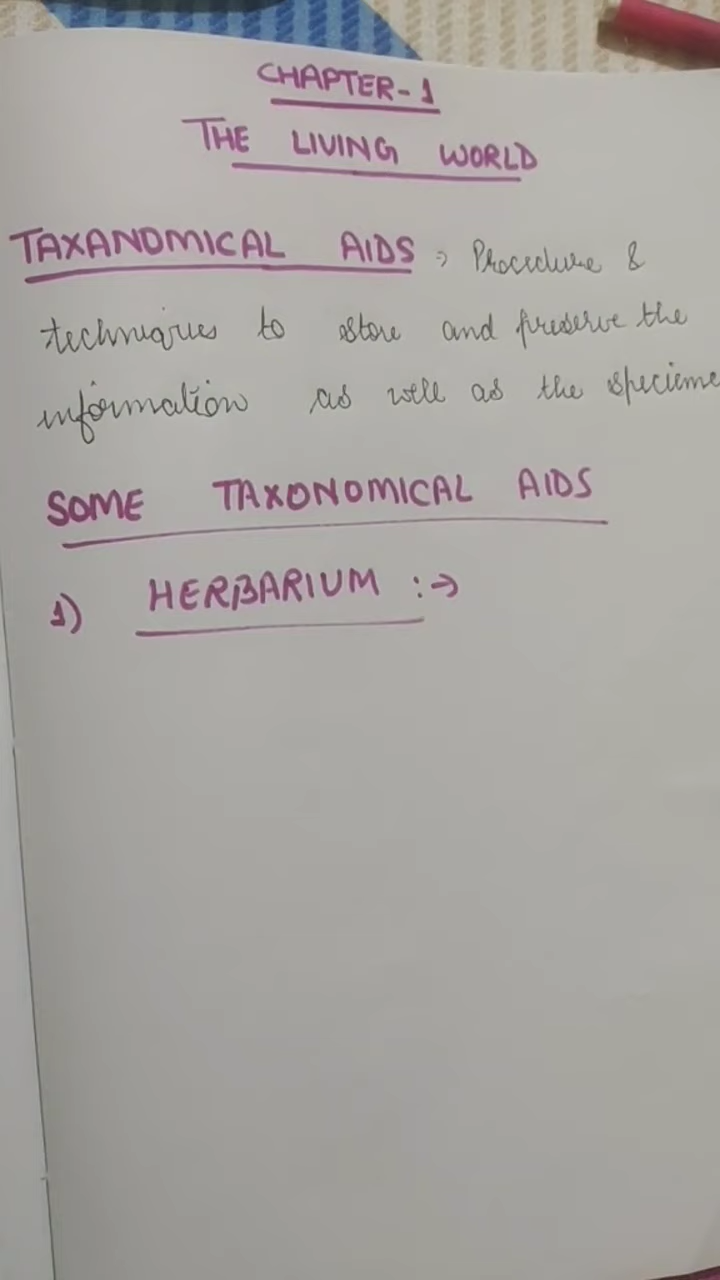 CHAPTER-1
THE LIVING WORLD
TAXANOMICAL AIDS :→ Procedure &
techniques to store and preserve the
information as well as the specime
SOME TAXONOMICAL AIDS
1) HERBARIUM :→